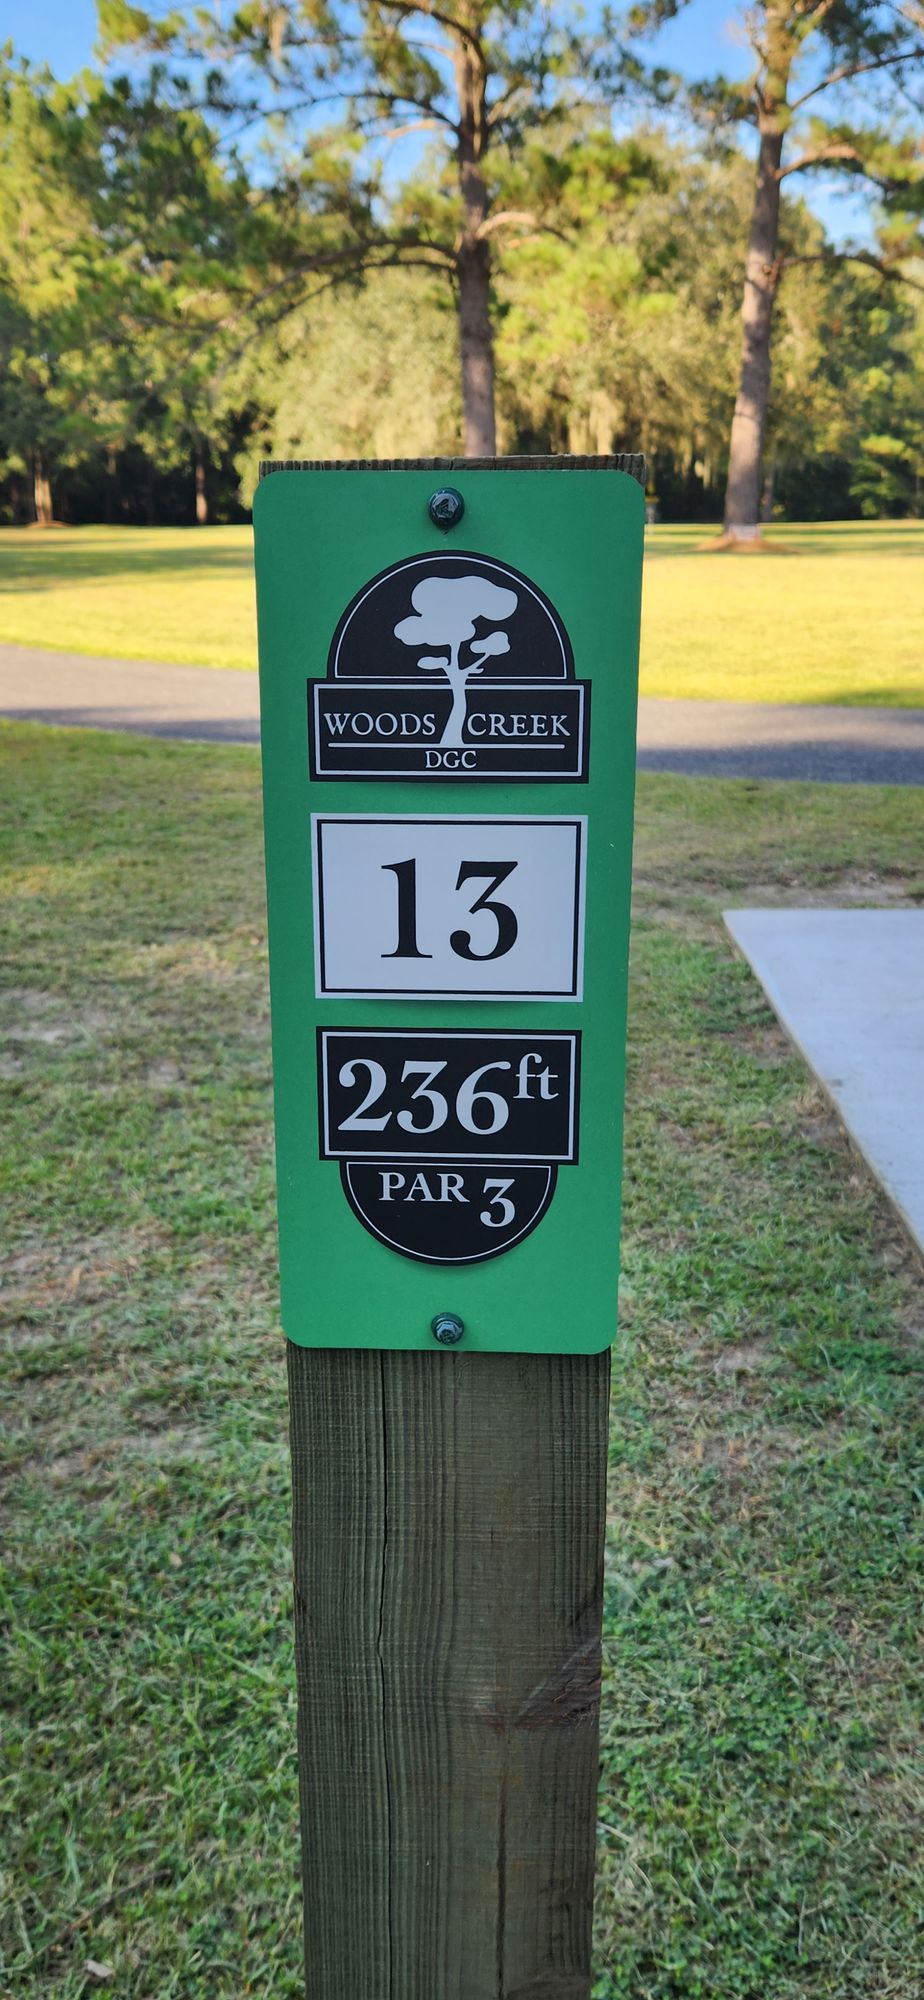 WOODS CREEK
DGC
13
236ft
PAR 3